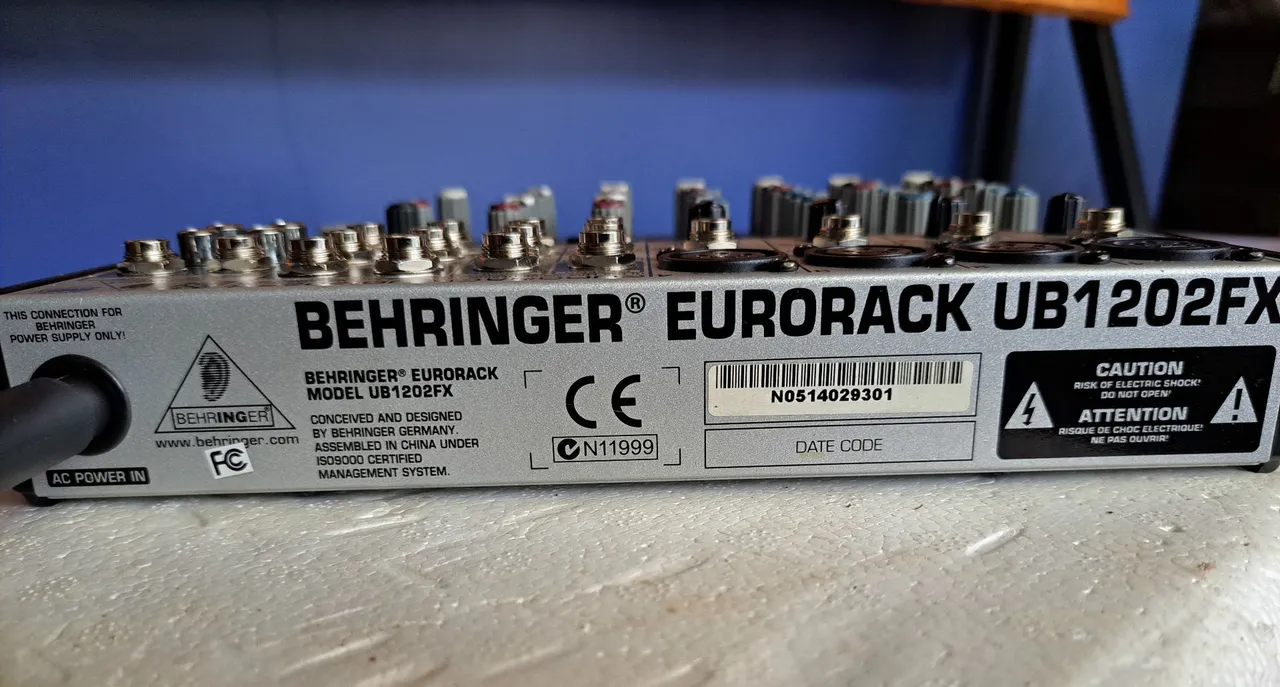 THIS CONNECTION FOR
BEHRINGER
POWER SUPPLY ONLY!
BEHRINGER
www.behringer.com
FC
AC POWER IN
BEHRINGER® EURORACK UB1202FX
BEHRINGER® EURORACK
MODEL UB1202FX
CONCEIVED AND DESIGNED
BY BEHRINGER GERMANY.
ASSEMBLED IN CHINA UNDER
ISO9000 CERTIFIED
MANAGEMENT SYSTEM.
CE
N11999
N0514029301
DATE CODE
CAUTION
RISK OF ELECTRIC SHOCK!
DO NOT OPEN!
ATTENTION
RISQUE DE CHOC ELECTRIQUE!
NE PAS OUVRIR!